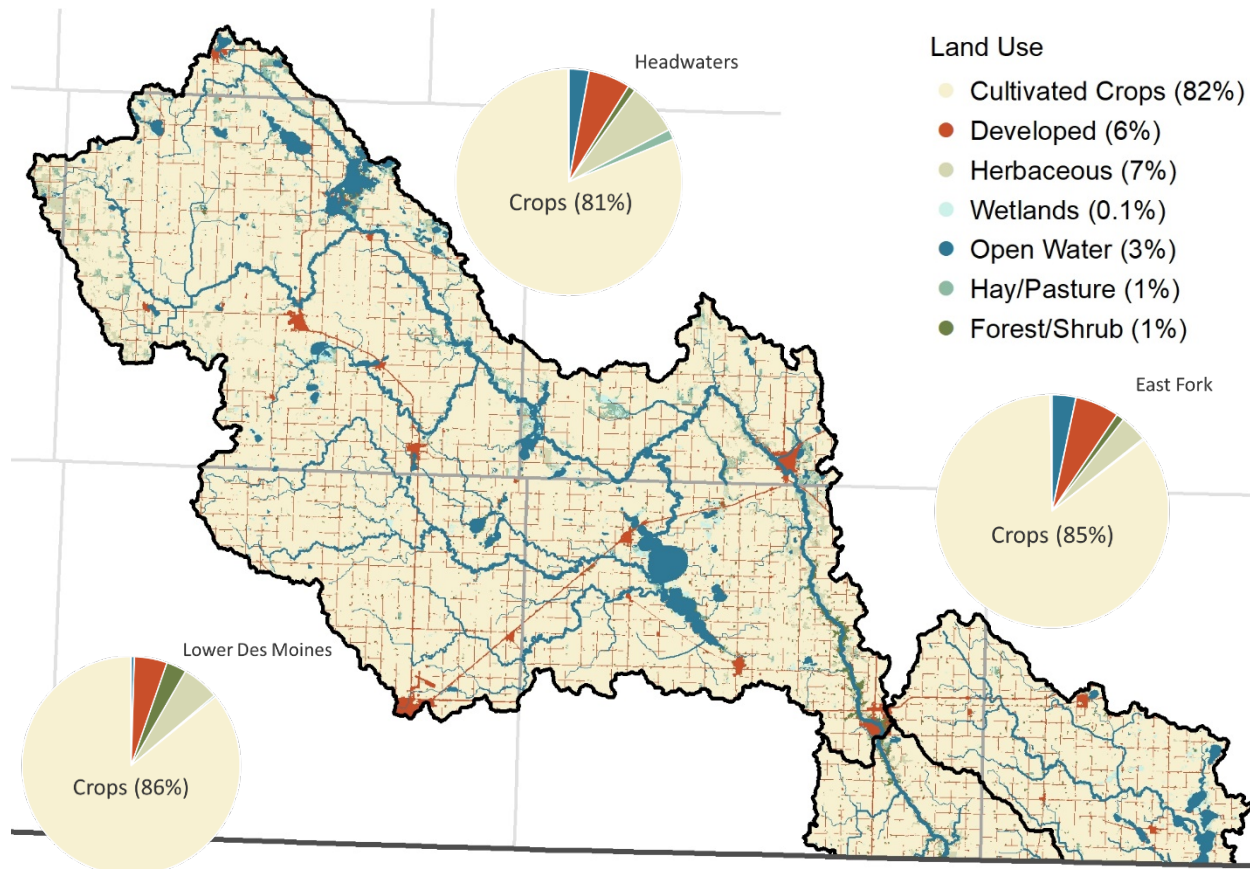 Headwaters
Crops (81%)
Land Use
Cultivated Crops (82%)
Developed (6%)
Herbaceous (7%)
Wetlands (0.1%)
Open Water (3%)
Hay/Pasture (1%)
Forest/Shrub (1%)
East Fork
Crops (85%)
Lower Des Moines
Crops (86%)